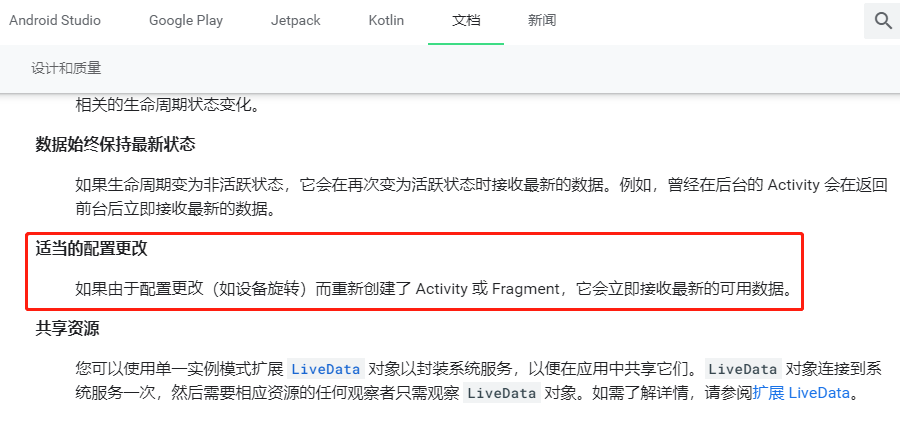 Android Studio Google Play Jetpack Kotlin 文档 新闻
设计和质量
相关的生命周期状态变化。
数据始终保持最新状态
如果生命周期变为非活跃状态，它会在再次变为活跃状态时接收最新的数据。例如，曾经在后台的 Activity 会在返回
前台后立即接收最新的数据。
适当的配置更改
如果由于配置更改（如设备旋转）而重新创建了 Activity 或 Fragment，它会立即接收最新的可用数据。
共享资源
您可以使用单一实例模式扩展 LiveData 对象以封装系统服务，以便在应用中共享它们。LiveData 对象连接到系
统服务一次，然后需要相应资源的任何观察者只需观察 LiveData 对象。如需了解详情，请参阅扩展 LiveData。